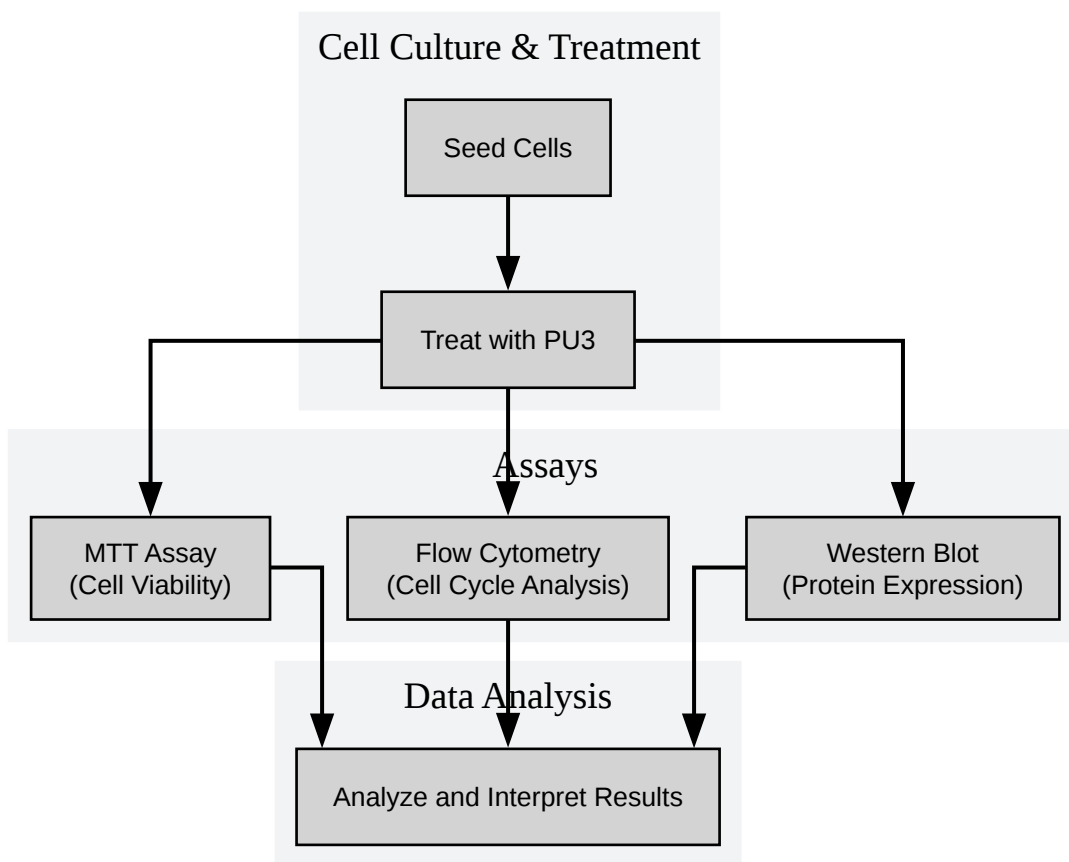 Cell Culture & Treatment
Seed Cells
Treat with PU3
Assays
MTT Assay
(Cell Viability)
Flow Cytometry
(Cell Cycle Analysis)
Western Blot
(Protein Expression)
Data Analysis
Analyze and Interpret Results